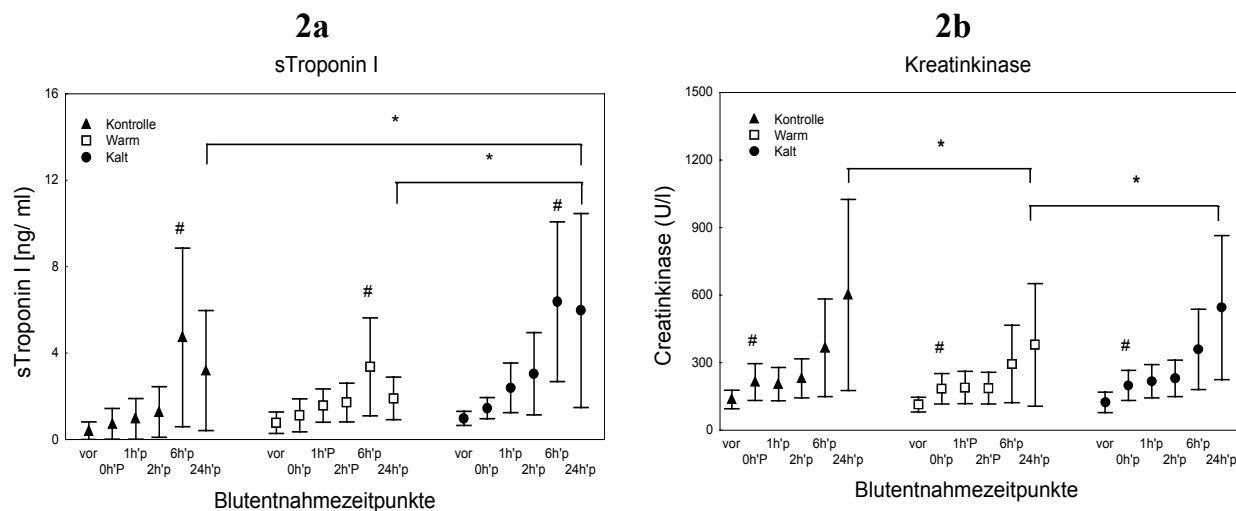 2a
sTroponin I
16
12
8
4
0
sTroponin I [ng/ ml]
Kontrolle
Warm
Kalt
*
*
#
#
#
vor 1h'p 6h'p vor 1h'P 6h'p vor 1h'p 6h'p
0h'P 2h'p 24h'p 0h'p 2h'P 24h'p 0h'p 2h'p 24h'p
Blutentnahmezeitpunkte
2b
Kreatinkinase
1500
1200
900
600
300
0
Creatinkinase (U/l)
Kontrolle
Warm
Kalt
*
*
#
#
#
vor 1h'p 6h'p vor 1h'P 6h'p vor 1h'p 6h'p
0h'P 2h'p 24h'p 0h'p 2h'P 24h'p 0h'p 2h'p 24h'p
Blutentnahmezeitpunkte